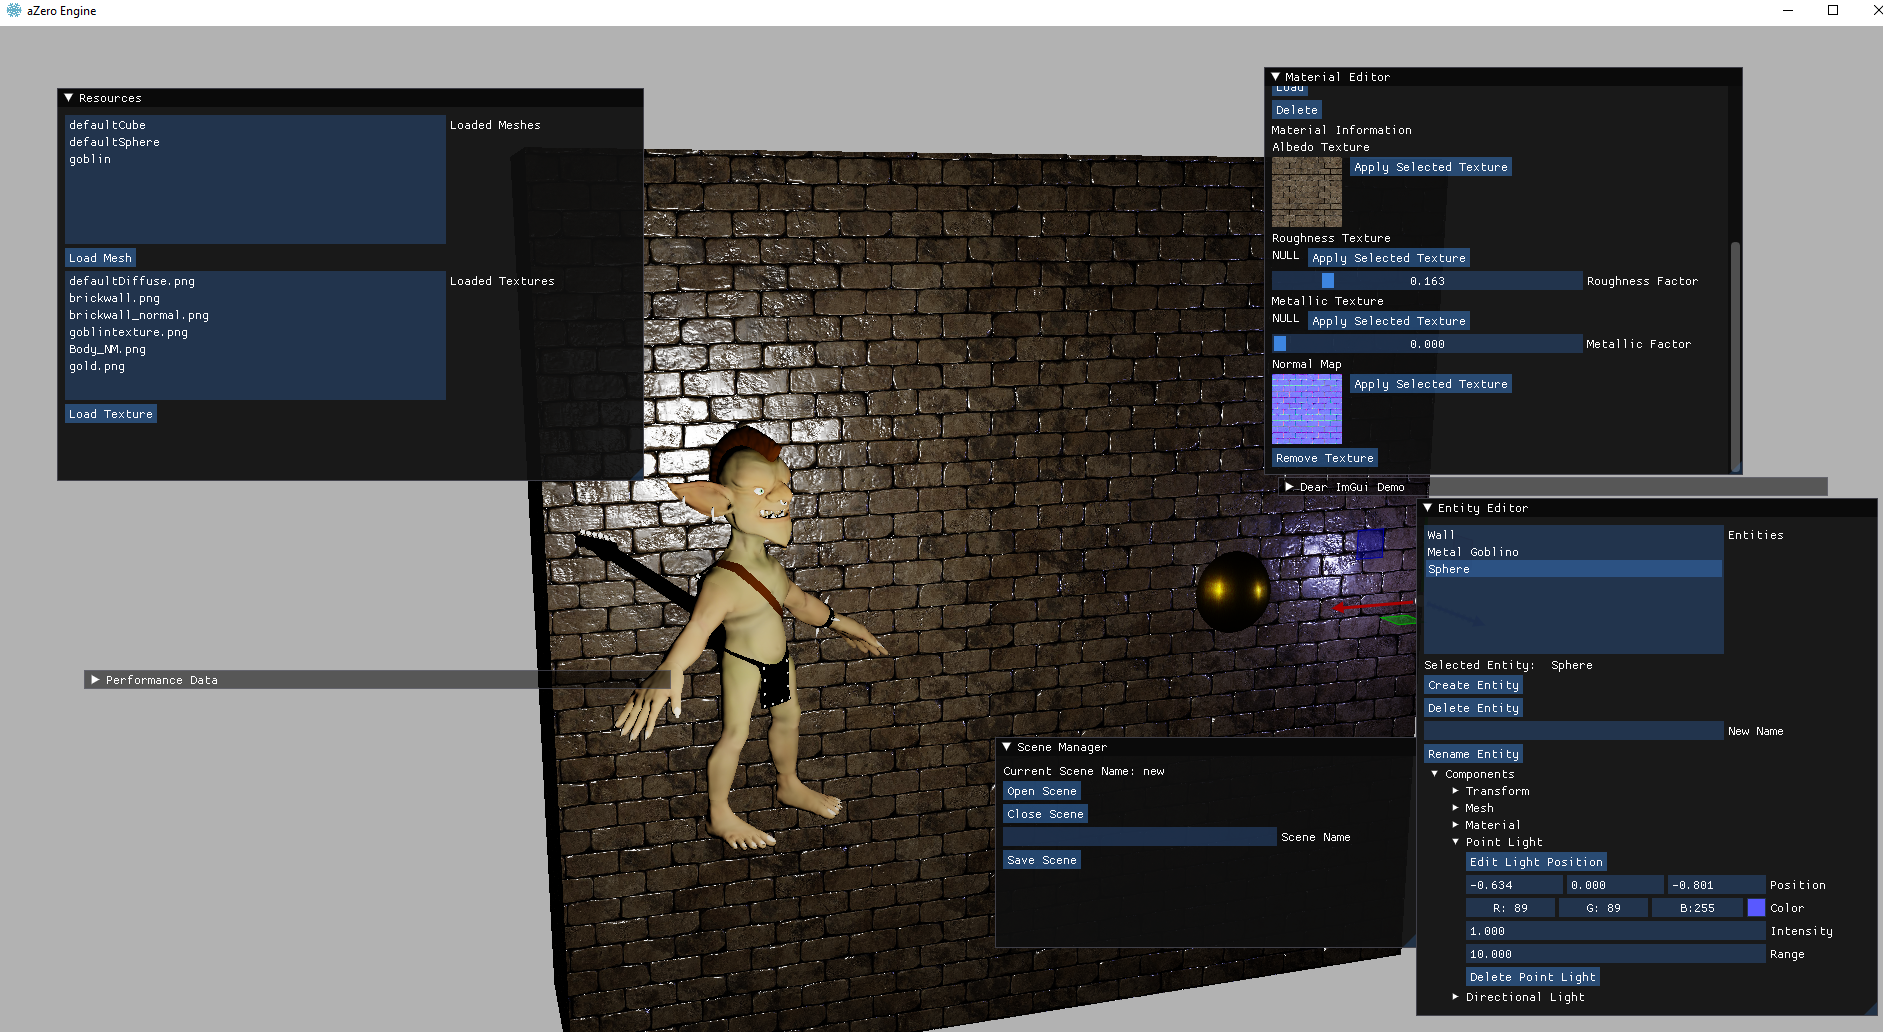 aZero Engine
Resources
defaultCube
defaultSphere
goblin
Loaded Meshes
Load Mesh
defaultDiffuse.png
brickwall.png
brickwall_normal.png
goblintexture.png
Body_NM.png
gold.png
Loaded Textures
Load Texture
Performance Data
Material Editor
Load
Delete
Material Information
Albedo Texture
Apply Selected Texture
Roughness Texture
NULL Apply Selected Texture
0.163 Roughness Factor
Metallic Texture
NULL Apply Selected Texture
0.000 Metallic Factor
Normal Map
Apply Selected Texture
Remove Texture
Dear ImGui Demo
Entity Editor
Wall
Metal Goblino
Sphere
Entities
Selected Entity: Sphere
Create Entity
Delete Entity
New Name
Rename Entity
Components
Transform
Mesh
Material
Point Light
Edit Light Position
-0.634 0.000 -0.801 Position
R: 89 G: 89 B:255 Color
1.000 Intensity
10.000 Range
Delete Point Light
Directional Light
Scene Manager
Current Scene Name: new
Open Scene
Close Scene
Scene Name
Save Scene